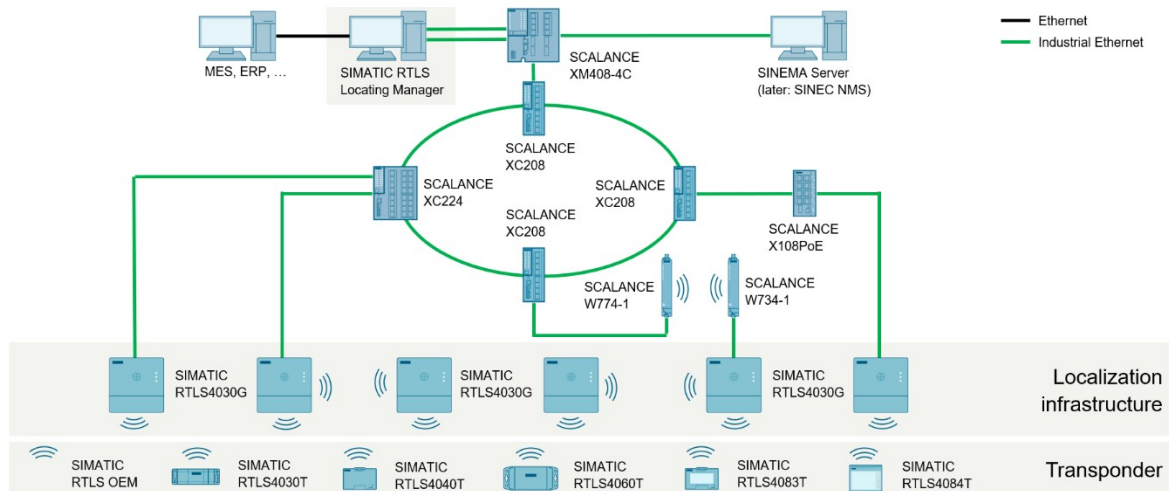 Ethernet
Industrial Ethernet
MES, ERP, ...
SIMATIC RTLS
Locating Manager
SCALANCE
XM408-4C
SINEMA Server
(later: SINEC NMS)
SCALANCE
XC208
SCALANCE
XC224
SCALANCE
XC208
SCALANCE
XC208
SCALANCE
X108PoE
SCALANCE
W774-1
SCALANCE
W734-1
SIMATIC
RTLS4030G
SIMATIC
RTLS4030G
SIMATIC
RTLS4030G
Localization
infrastructure
SIMATIC
RTLS OEM
SIMATIC
RTLS4030T
SIMATIC
RTLS4040T
SIMATIC
RTLS4060T
SIMATIC
RTLS4083T
SIMATIC
RTLS4084T
Transponder